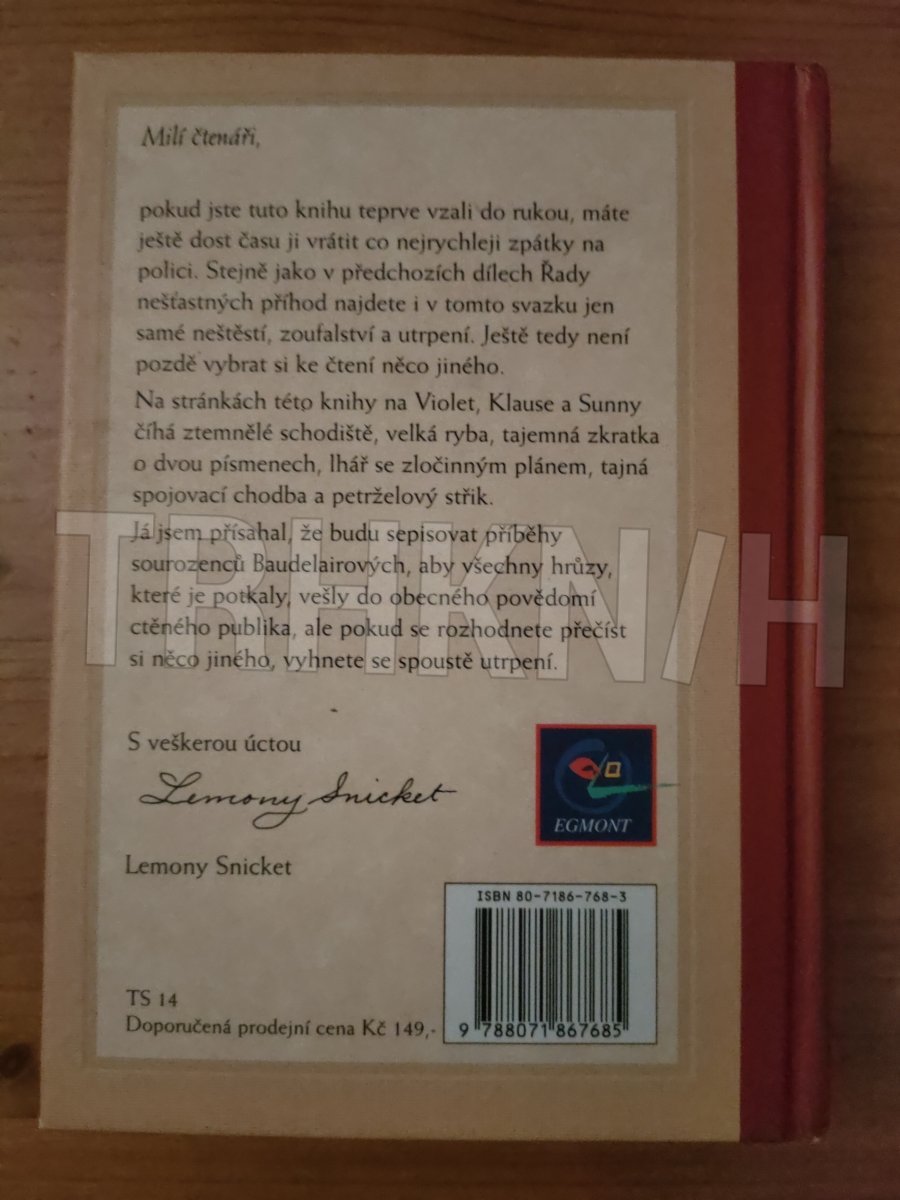 Milí čtenáři,
pokud jste tuto knihu teprve vzali do rukou, máte
ještě dost času ji vrátit co nejrychleji zpátky na
polici. Stejně jako v předchozích dílech Řady
nešťastných příhod najdete i v tomto svazku jen
samé neštěstí, zoufalství a utrpení. Ještě tedy není
pozdě vybrat si ke čtení něco jiného.
Na stránkách této knihy na Violet, Klause a Sunny
číhá ztemnělé schodiště, velká ryba, tajemná zkratka
o dvou písmenech, lhář se zločinným plánem, tajná
spojovací chodba a petrželový střik.
Já jsem přísahal, že budu sepisovat příběhy
sourozenců Baudelairových, aby všechny hrůzy,
které je potkaly, vešly do obecného povědomí
ctěného publika, ale pokud se rozhodnete přečíst
si něco jiného, vyhnete se spoustě utrpení.
S veškerou úctou
Lemony Snicket
EGMONT
Lemony Snicket
ISBN 80-7186-768-3
TS 14
Doporučená prodejní cena Kč 149,-
9 788071 867685